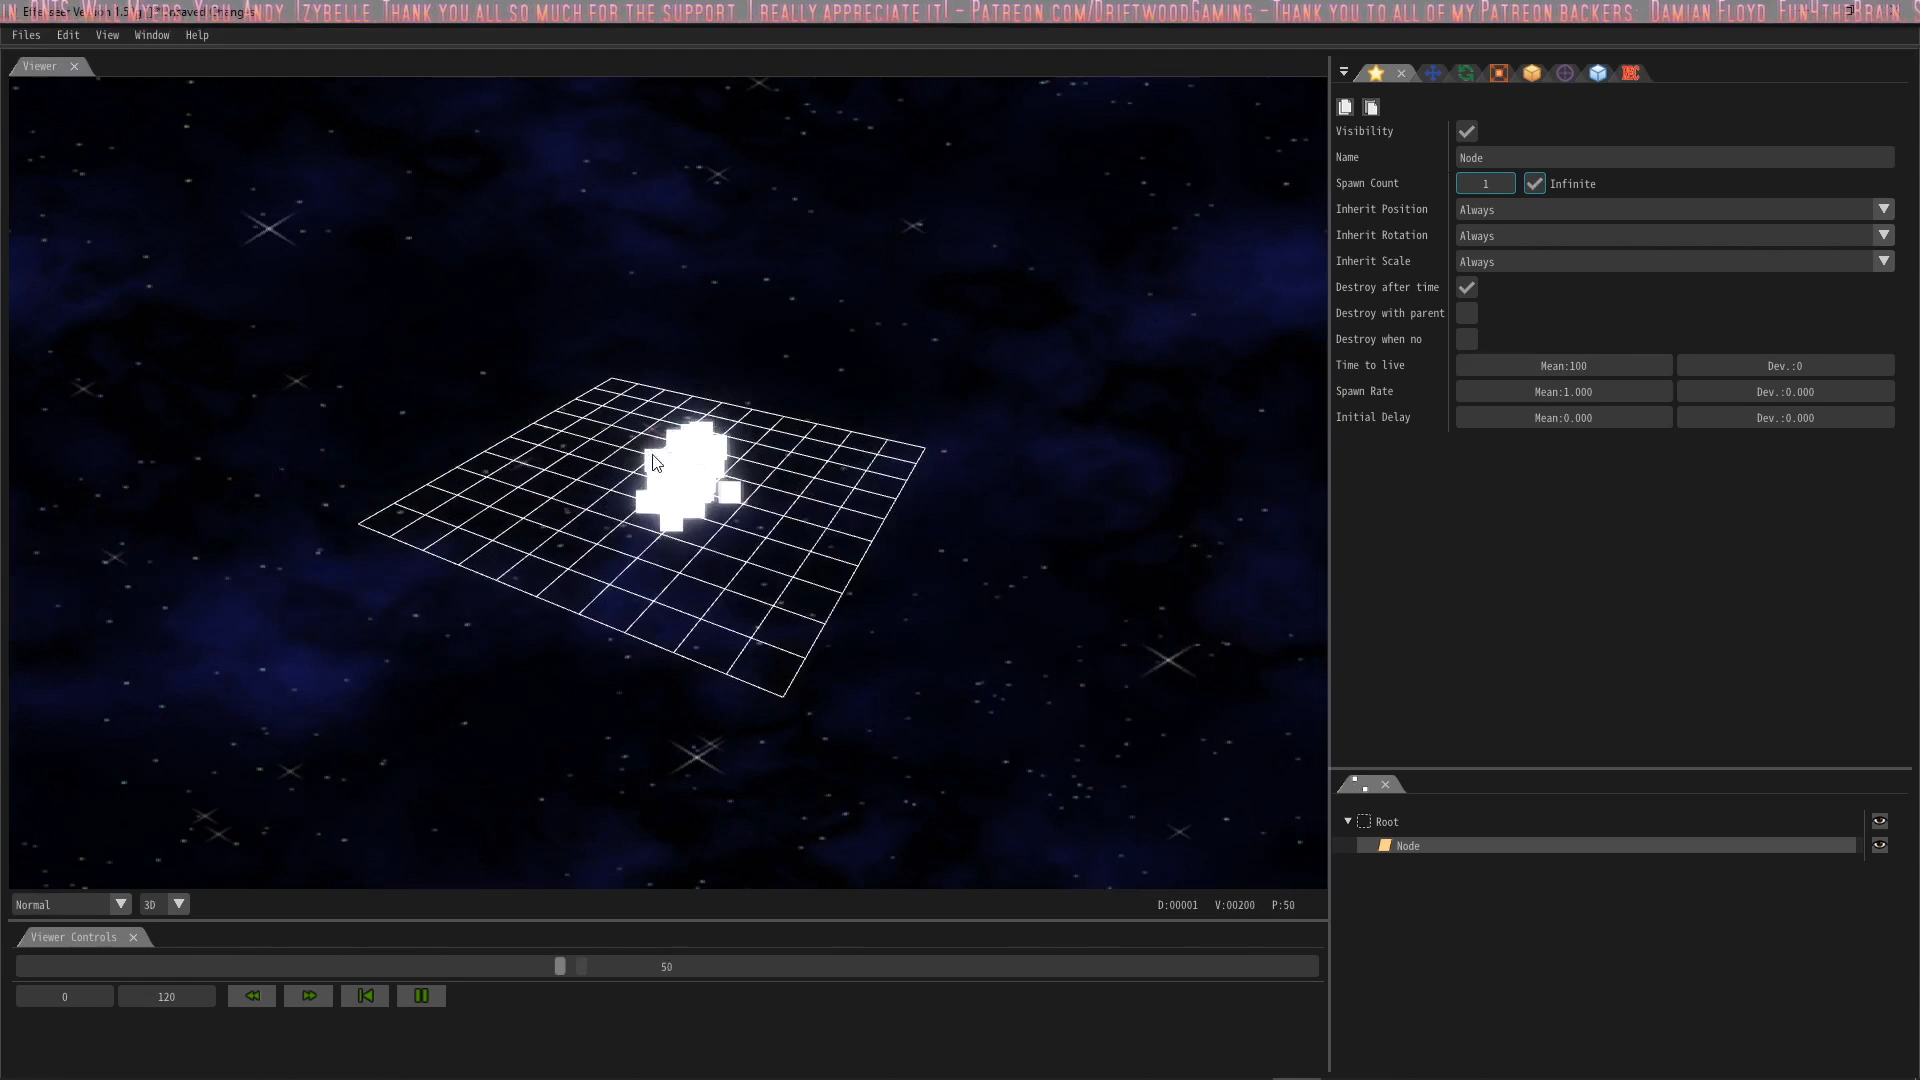 IZYBELLE. THANK YOU ALL SO MUCH FOR THE SUPPORT, I REALLY APPRECIATE IT! - PATREON.COM/DRIFTWOODGAMING - THANK YOU TO ALL OF MY PATREON BACKERS: DAMIAN FLOYD, FUN4THEBRAIN, S
Files Edit View Window Help
Viewer
Visibility
Name Node
Spawn Count 1 Infinite
Inherit Position Always
Inherit Rotation Always
Inherit Scale Always
Destroy after time
Destroy with parent
Destroy when no
Time to live Mean:100 Dev.:0
Spawn Rate Mean:1.000 Dev.:0.000
Initial Delay Mean:0.000 Dev.:0.000
Root
Node
Normal 3D D:00001 V:00200 P:50
Viewer Controls
50
0 120
REC